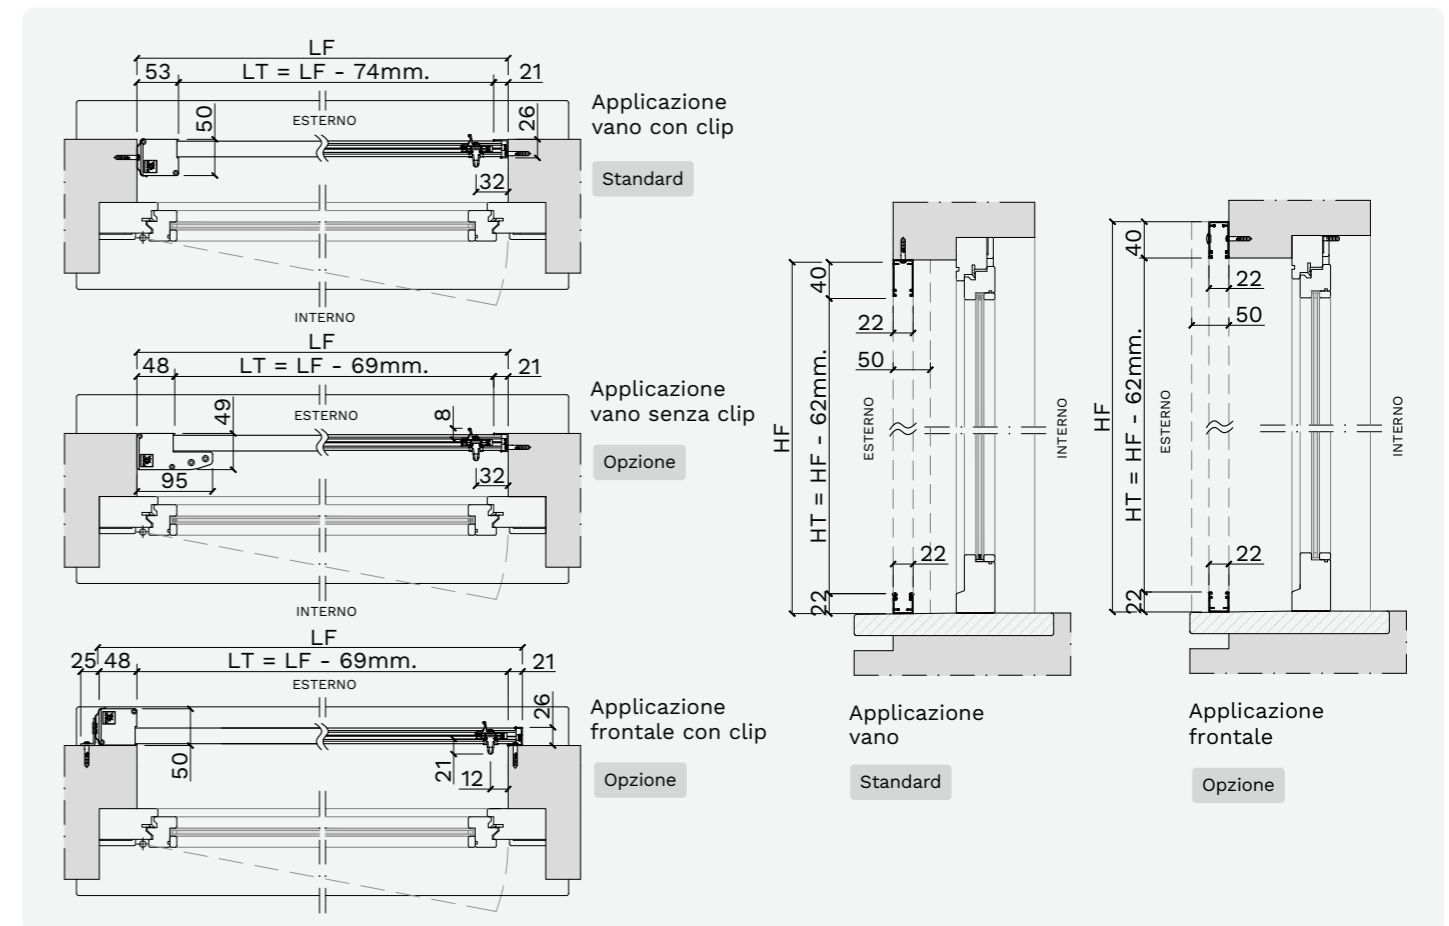 LF
53
LT = LF - 74mm.
21
50
ESTERNO
26
32
INTERNO
Applicazione
vano con clip
Standard
LF
48
LT = LF - 69mm.
21
49
ESTERNO
8
95
32
INTERNO
Applicazione
vano senza clip
Opzione
LF
25
48
LT = LF - 69mm.
21
ESTERNO
26
50
21
12
Applicazione
frontale con clip
Opzione
40
22
50
HF
HT = HF - 62mm.
ESTERNO
INTERNO
22
22
Applicazione
vano
Standard
40
22
50
HF
HT = HF - 62mm.
ESTERNO
INTERNO
22
22
Applicazione
frontale
Opzione